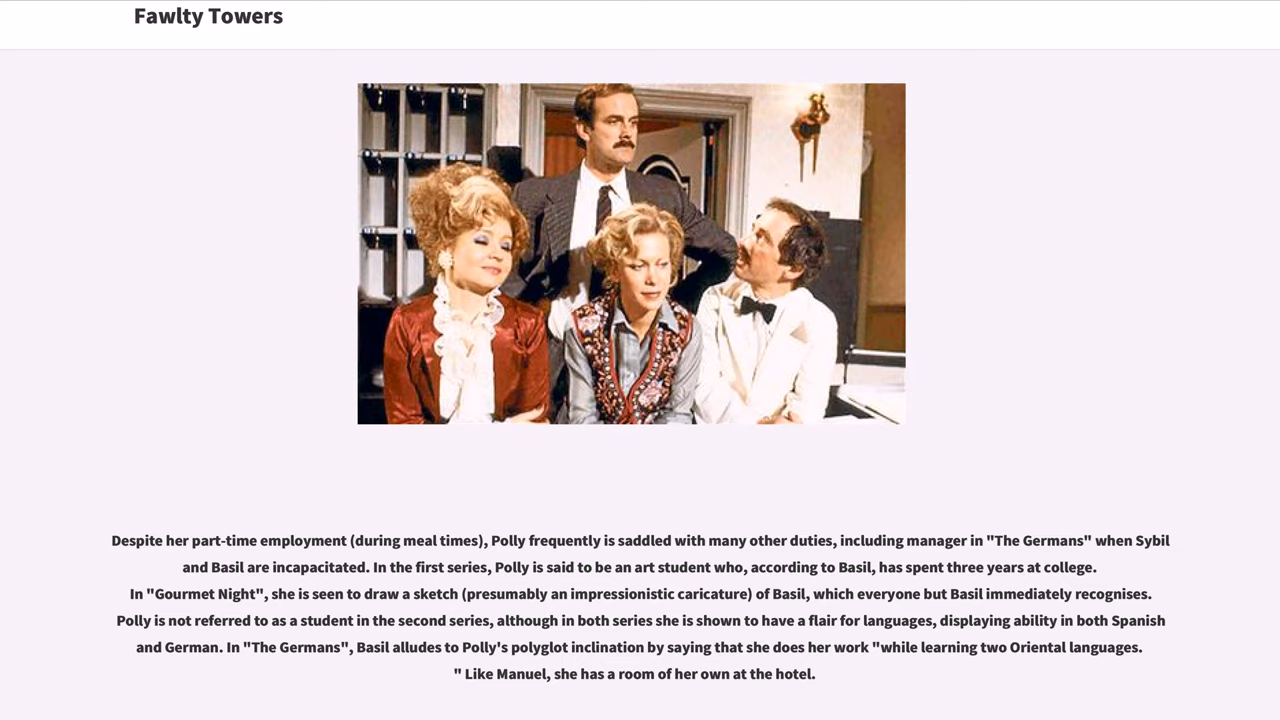 Fawlty Towers
Despite her part-time employment (during meal times), Polly frequently is saddled with many other duties, including manager in "The Germans" when Sybil
and Basil are incapacitated. In the first series, Polly is said to be an art student who, according to Basil, has spent three years at college.
In "Gourmet Night", she is seen to draw a sketch (presumably an impressionistic caricature) of Basil, which everyone but Basil immediately recognises.
Polly is not referred to as a student in the second series, although in both series she is shown to have a flair for languages, displaying ability in both Spanish
and German. In "The Germans", Basil alludes to Polly's polyglot inclination by saying that she does her work "while learning two Oriental languages.
" Like Manuel, she has a room of her own at the hotel.